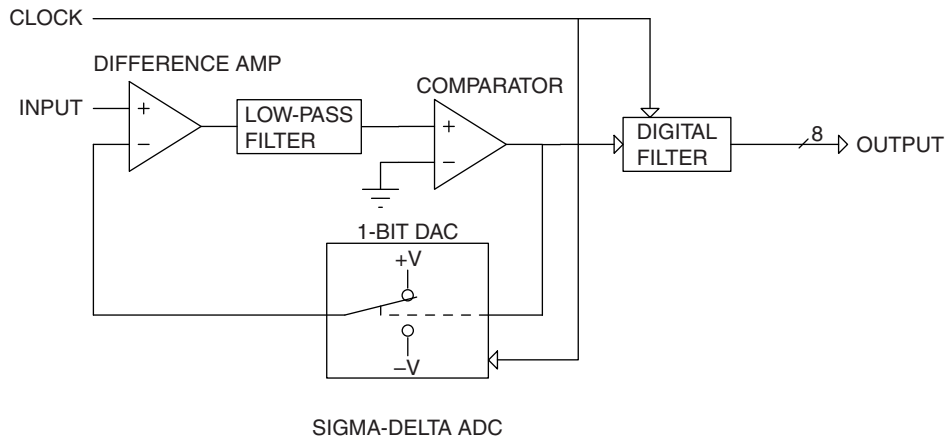 CLOCK
DIFFERENCE AMP
INPUT
+
−
LOW-PASS
FILTER
COMPARATOR
+
−
DIGITAL
FILTER
8
OUTPUT
1-BIT DAC
+V
−V
SIGMA-DELTA ADC